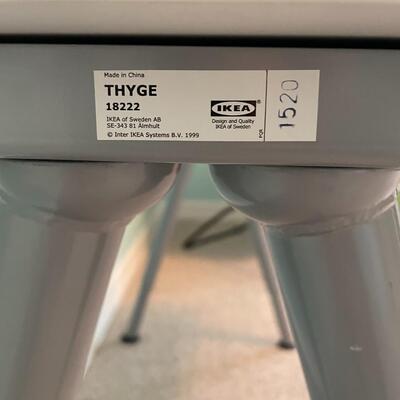 Made in China
THYGE
18222
IKEA of Sweden AB
SE-343 81 Älmhult
© Inter IKEA Systems B.V. 1999
IKEA
Design and Quality
IKEA of Sweden
PQR
1520